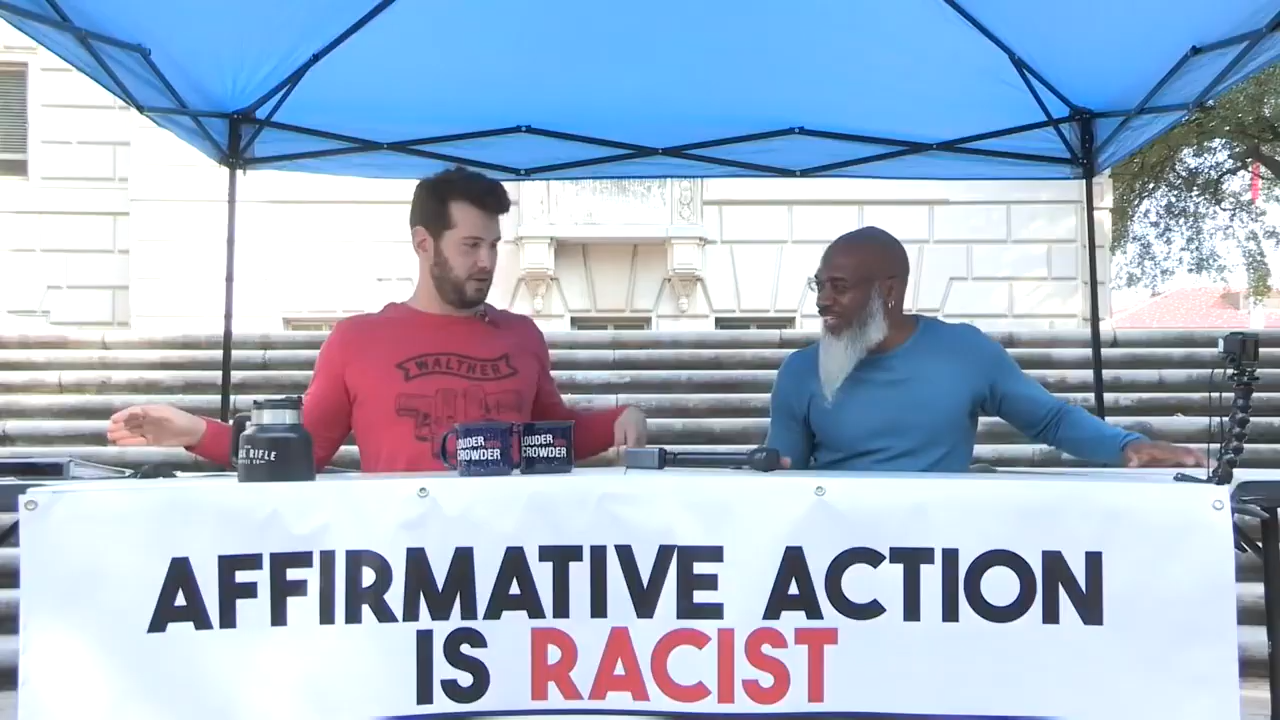 WALTHER
RIFLE
LOUDER
CROWDER
LOUDER
CROWDER
AFFIRMATIVE ACTION
IS RACIST